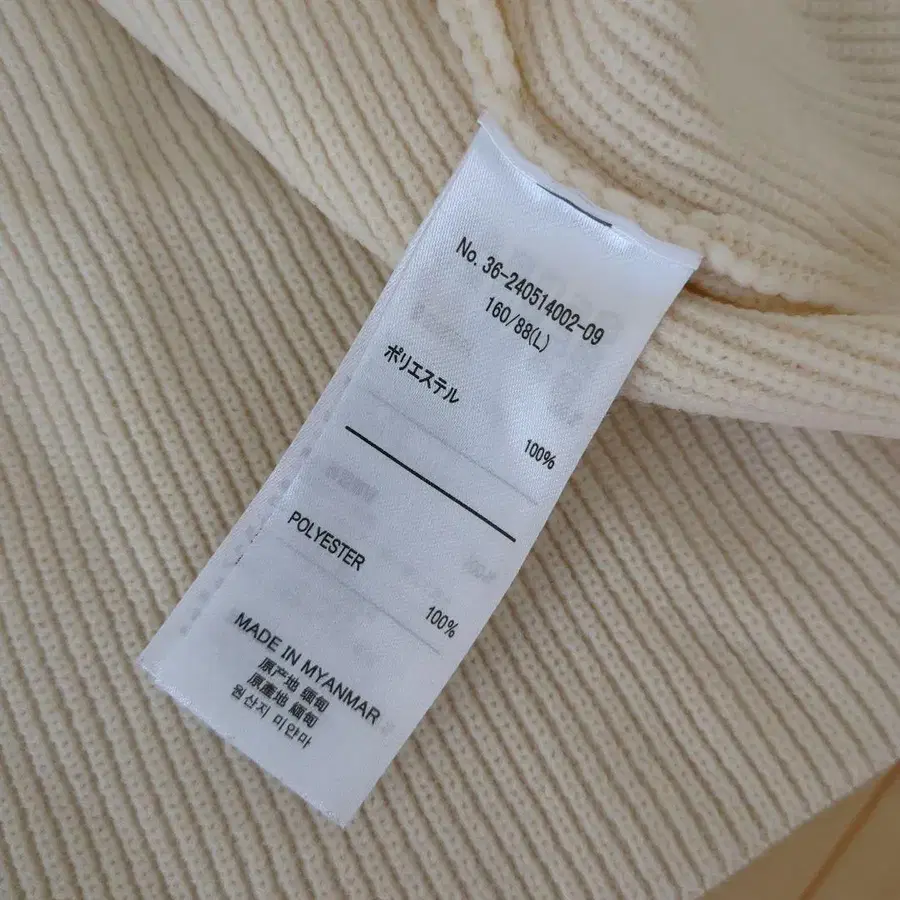 No. 36-240514002-09
160/88(L)
ポリエステル
100%
POLYESTER
100%
MADE IN MYANMAR
原产地 缅甸
原產地 緬甸
원산지 미얀마